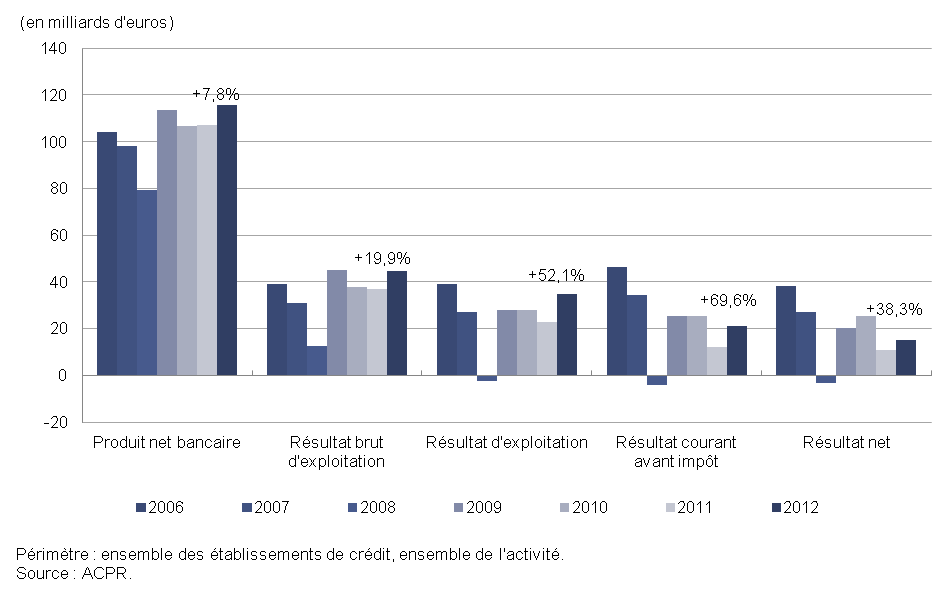 (en milliards d'euros)
140
120
100
80
60
40
20
0
-20
+7,8%
+19,9%
+52,1%
+69,6%
+38,3%
Produit net bancaire
Résultat brut
d'exploitation
Résultat d'exploitation
Résultat courant
avant impôt
Résultat net
2006 2007 2008 2009 2010 2011 2012
Périmètre : ensemble des établissements de crédit, ensemble de l'activité.
Source : ACPR.